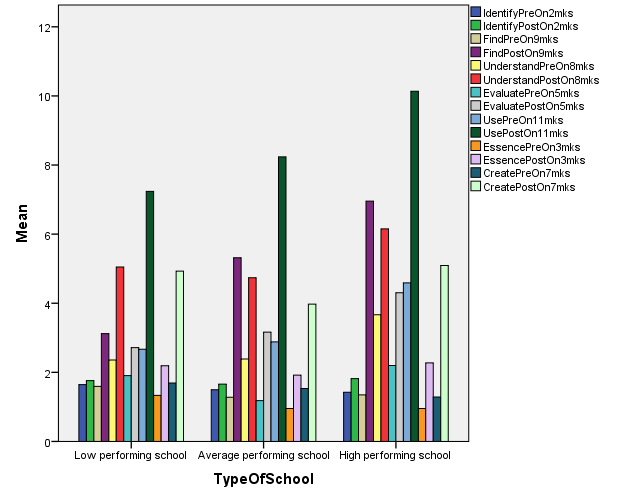 12
10
8
6
4
2
0
Mean
Low performing school
Average performing school
High performing school
TypeOfSchool
IdentifyPreOn2mks
IdentifyPostOn2mks
FindPreOn9mks
FindPostOn9mks
UnderstandPreOn8mks
UnderstandPostOn8mks
EvaluatePreOn5mks
EvaluatePostOn5mks
UsePreOn11mks
UsePostOn11mks
EssencePreOn3mks
EssencePostOn3mks
CreatePreOn7mks
CreatePostOn7mks